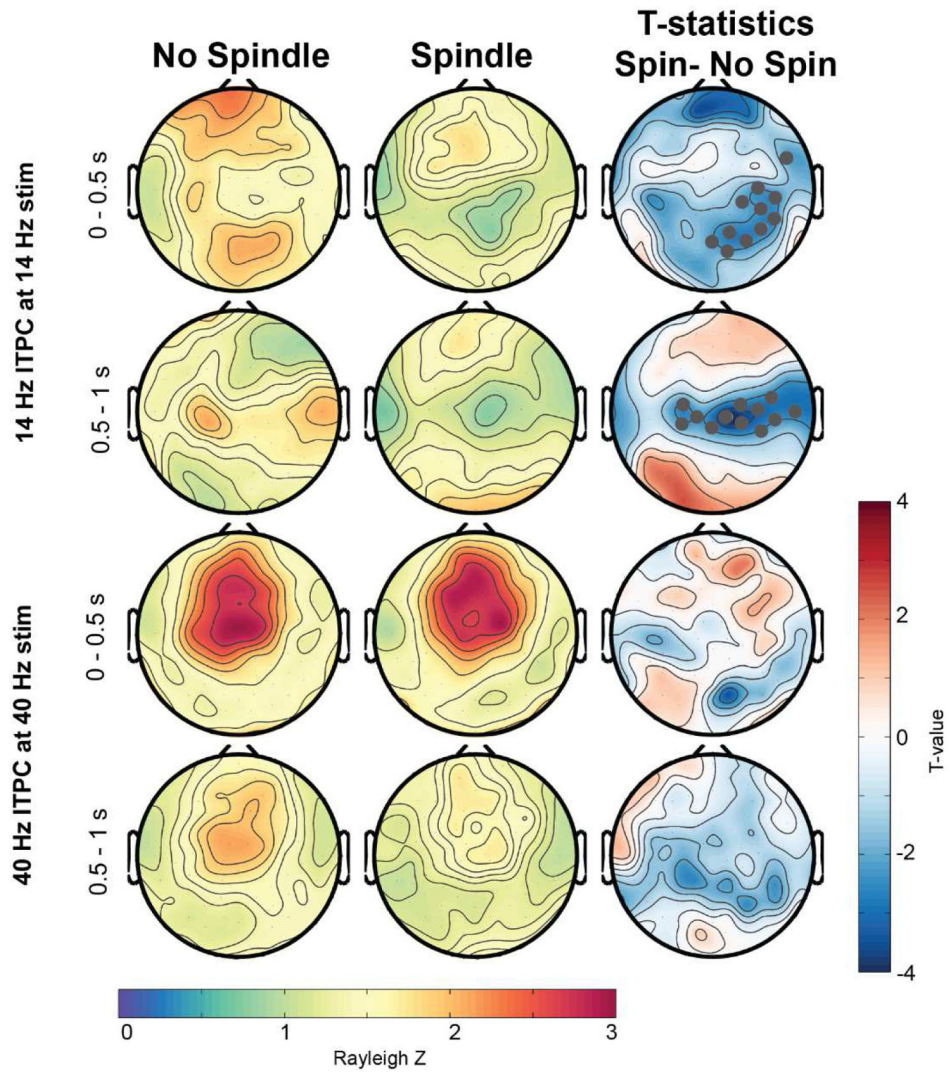 No Spindle
Spindle
T-statistics
Spin- No Spin
14 Hz ITPC at 14 Hz stim
0 - 0.5 s
0.5 - 1 s
40 Hz ITPC at 40 Hz stim
0 - 0.5 s
0.5 - 1 s
4
2
0
-2
-4
T-value
0
1
2
3
Rayleigh Z